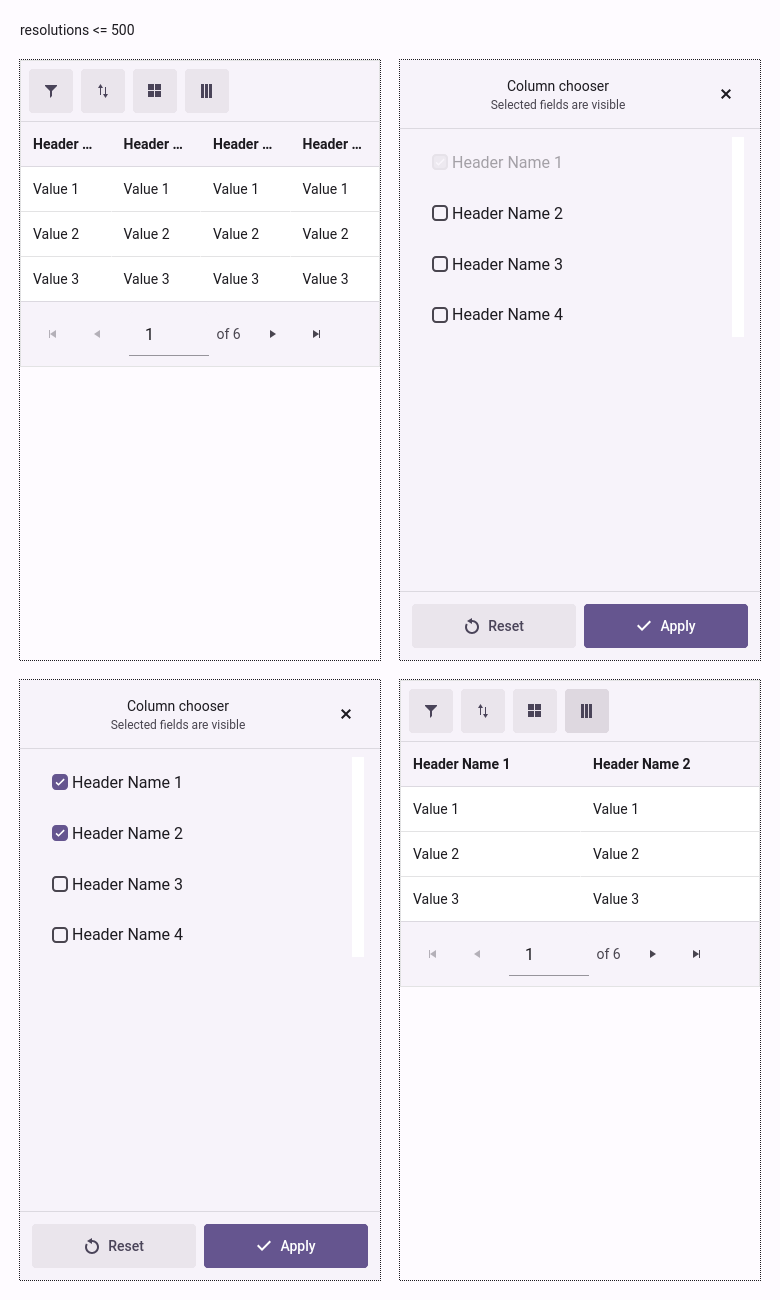 resolutions <= 500
Header ... Header ... Header ... Header ...
Value 1 Value 1 Value 1 Value 1
Value 2 Value 2 Value 2 Value 2
Value 3 Value 3 Value 3 Value 3
1 of 6
Column chooser
Selected fields are visible
Header Name 1
Header Name 2
Header Name 3
Header Name 4
Reset Apply
Column chooser
Selected fields are visible
Header Name 1
Header Name 2
Header Name 3
Header Name 4
Reset Apply
Header Name 1 Header Name 2
Value 1 Value 1
Value 2 Value 2
Value 3 Value 3
1 of 6